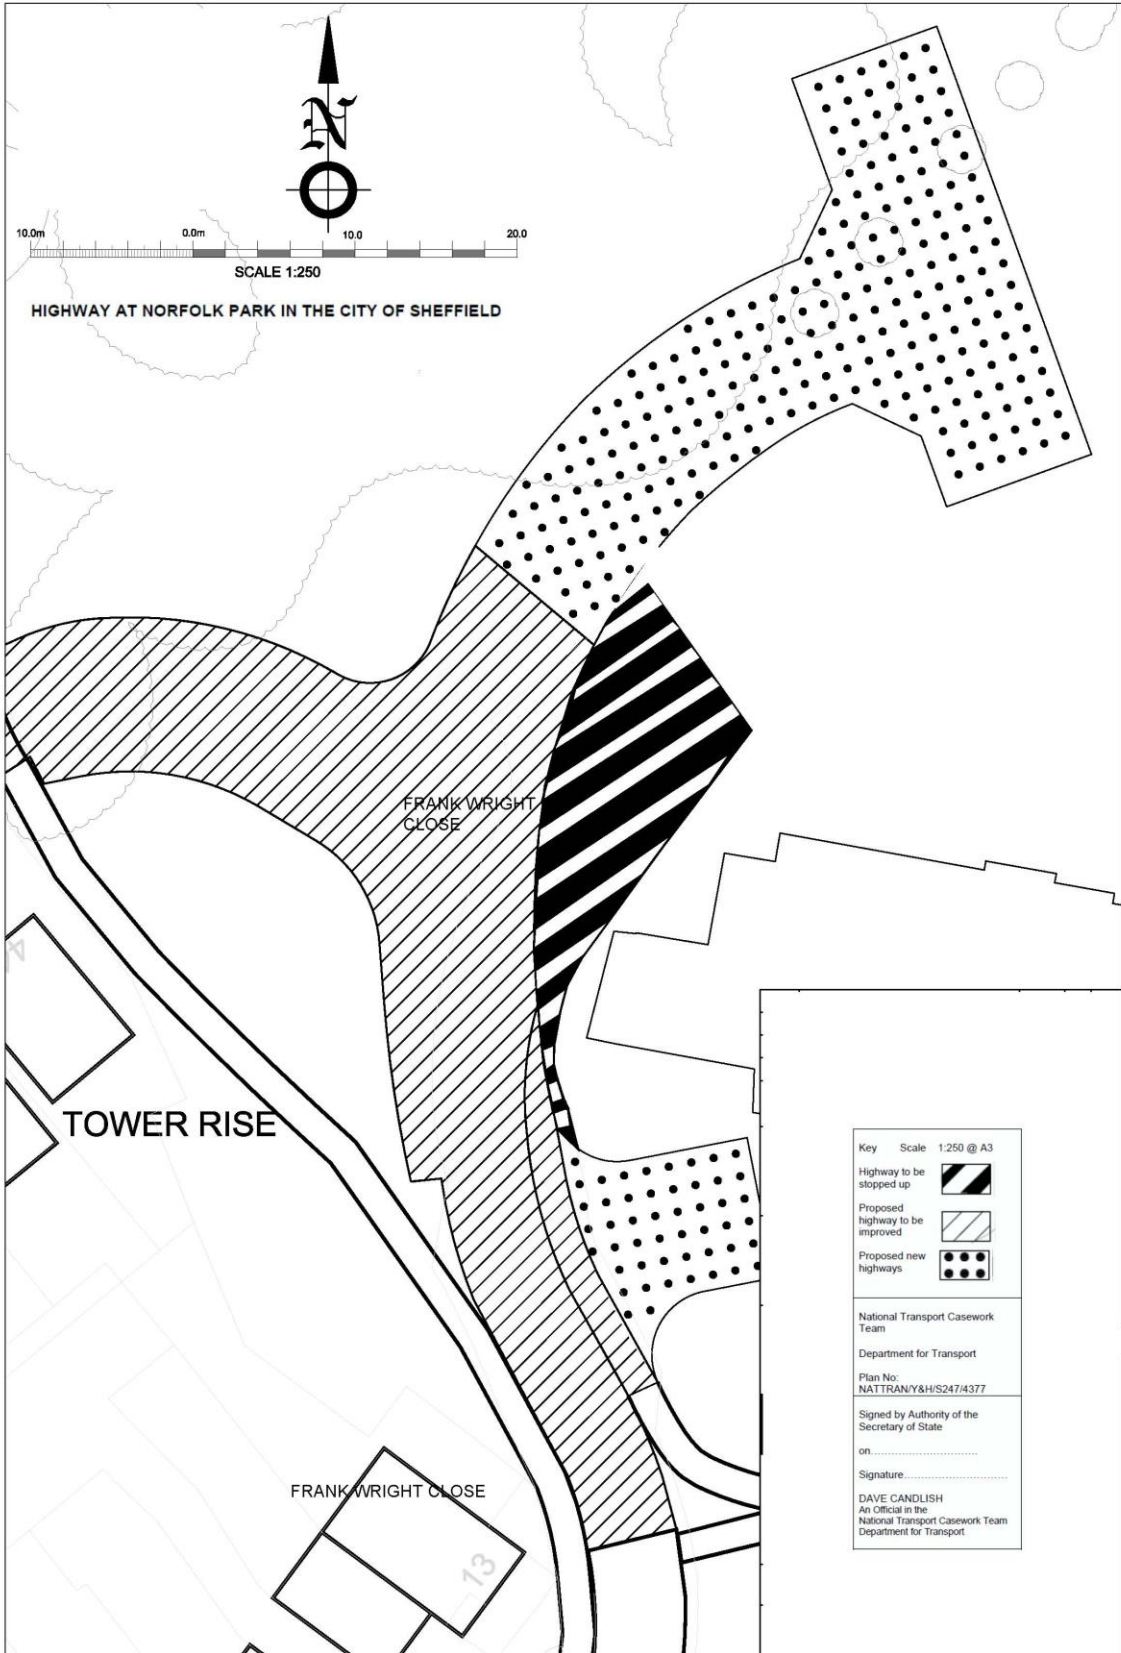 N
10.0m 0.0m 10.0 20.0
SCALE 1:250
HIGHWAY AT NORFOLK PARK IN THE CITY OF SHEFFIELD
FRANK WRIGHT
CLOSE
TOWER RISE
FRANK WRIGHT CLOSE
13
Key Scale 1:250 @ A3
Highway to be
stopped up
Proposed
highway to be
improved
Proposed new
highways
National Transport Casework
Team
Department for Transport
Plan No:
NATTRAN/Y&H/S247/4377
Signed by Authority of the
Secretary of State
on..............................
Signature.............................
DAVE CANDLISH
An Official in the
National Transport Casework Team
Department for Transport